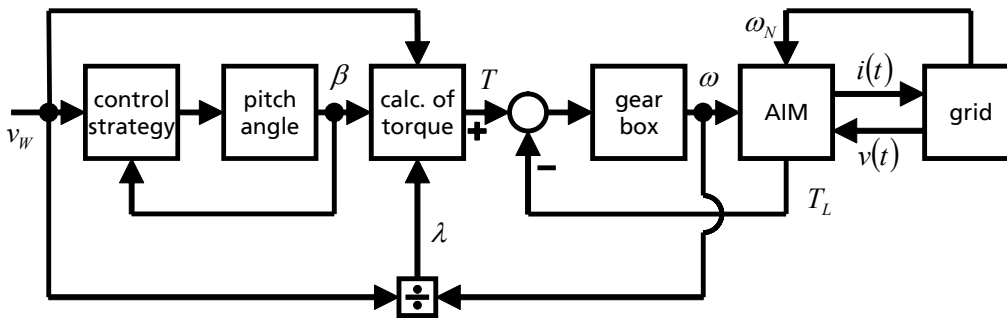 ω_N
β
T
ω
i(t)
control
strategy
pitch
angle
calc. of
torque
gear
box
AIM
grid
v_W
+
−
v(t)
T_L
λ
÷